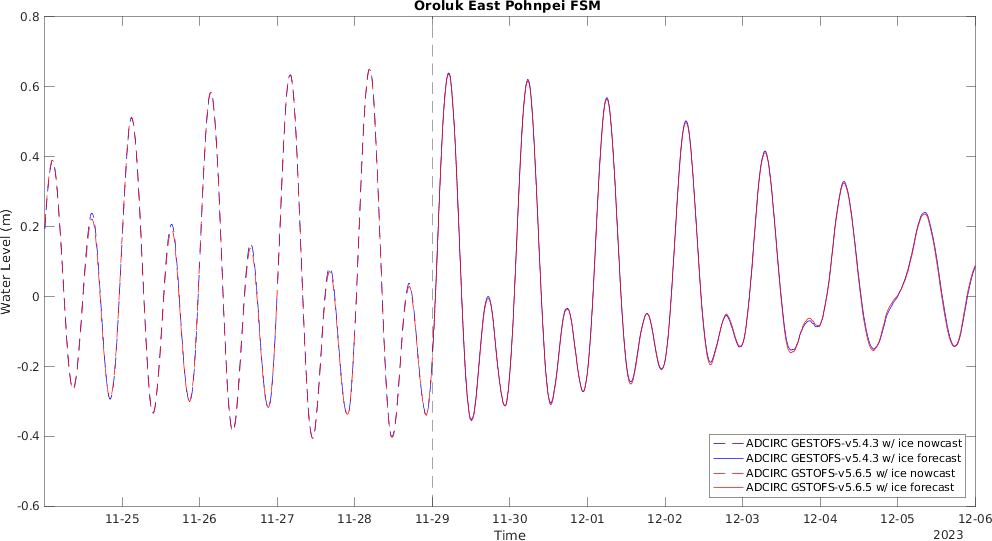 Oroluk East Pohnpei FSM
0.8
0.6
0.4
0.2
0
-0.2
-0.4
-0.6
Water Level (m)
ADCIRC GESTOFS-v5.4.3 w/ ice nowcast
ADCIRC GESTOFS-v5.4.3 w/ ice forecast
ADCIRC GSTOFS-v5.6.5 w/ ice nowcast
ADCIRC GSTOFS-v5.6.5 w/ ice forecast
11-25 11-26 11-27 11-28 11-29 11-30 12-01 12-02 12-03 12-04 12-05 12-06
Time
2023